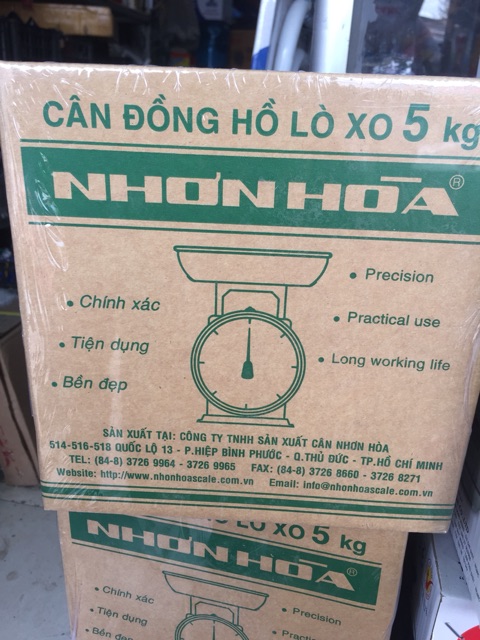 CÂN ĐỒNG HỒ LÒ XO 5 kg
NHƠN HÒA®
• Chính xác
• Tiện dụng
• Bền đẹp
• Precision
• Practical use
• Long working life
SẢN XUẤT TẠI: CÔNG TY TNHH SẢN XUẤT CÂN NHƠN HÒA
514-516-518 QUỐC LỘ 13 - P.HIỆP BÌNH PHƯỚC - Q.THỦ ĐỨC - TP.HỒ CHÍ MINH
TEL: (84-8) 3726 9964 - 3726 9965 FAX: (84-8) 3726 8660 - 3726 8271
Website: http://www.nhonhoascale.com.vn Email: info@nhonhoascale.com.vn
LÒ XO 5 kg
NHƠN HÒA®
• Chính xác
• Tiện dụng
• Bền đẹp
• Precision